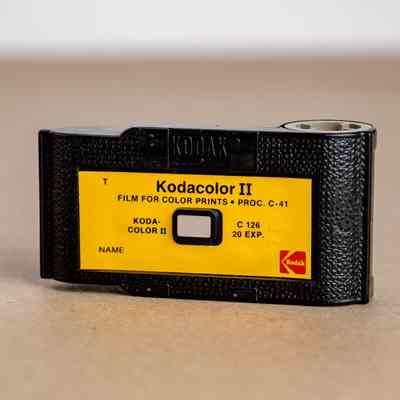 KODAK
T
Kodacolor II
FILM FOR COLOR PRINTS • PROC. C-41
KODA-
COLOR II
C 126
20 EXP.
NAME
Kodak